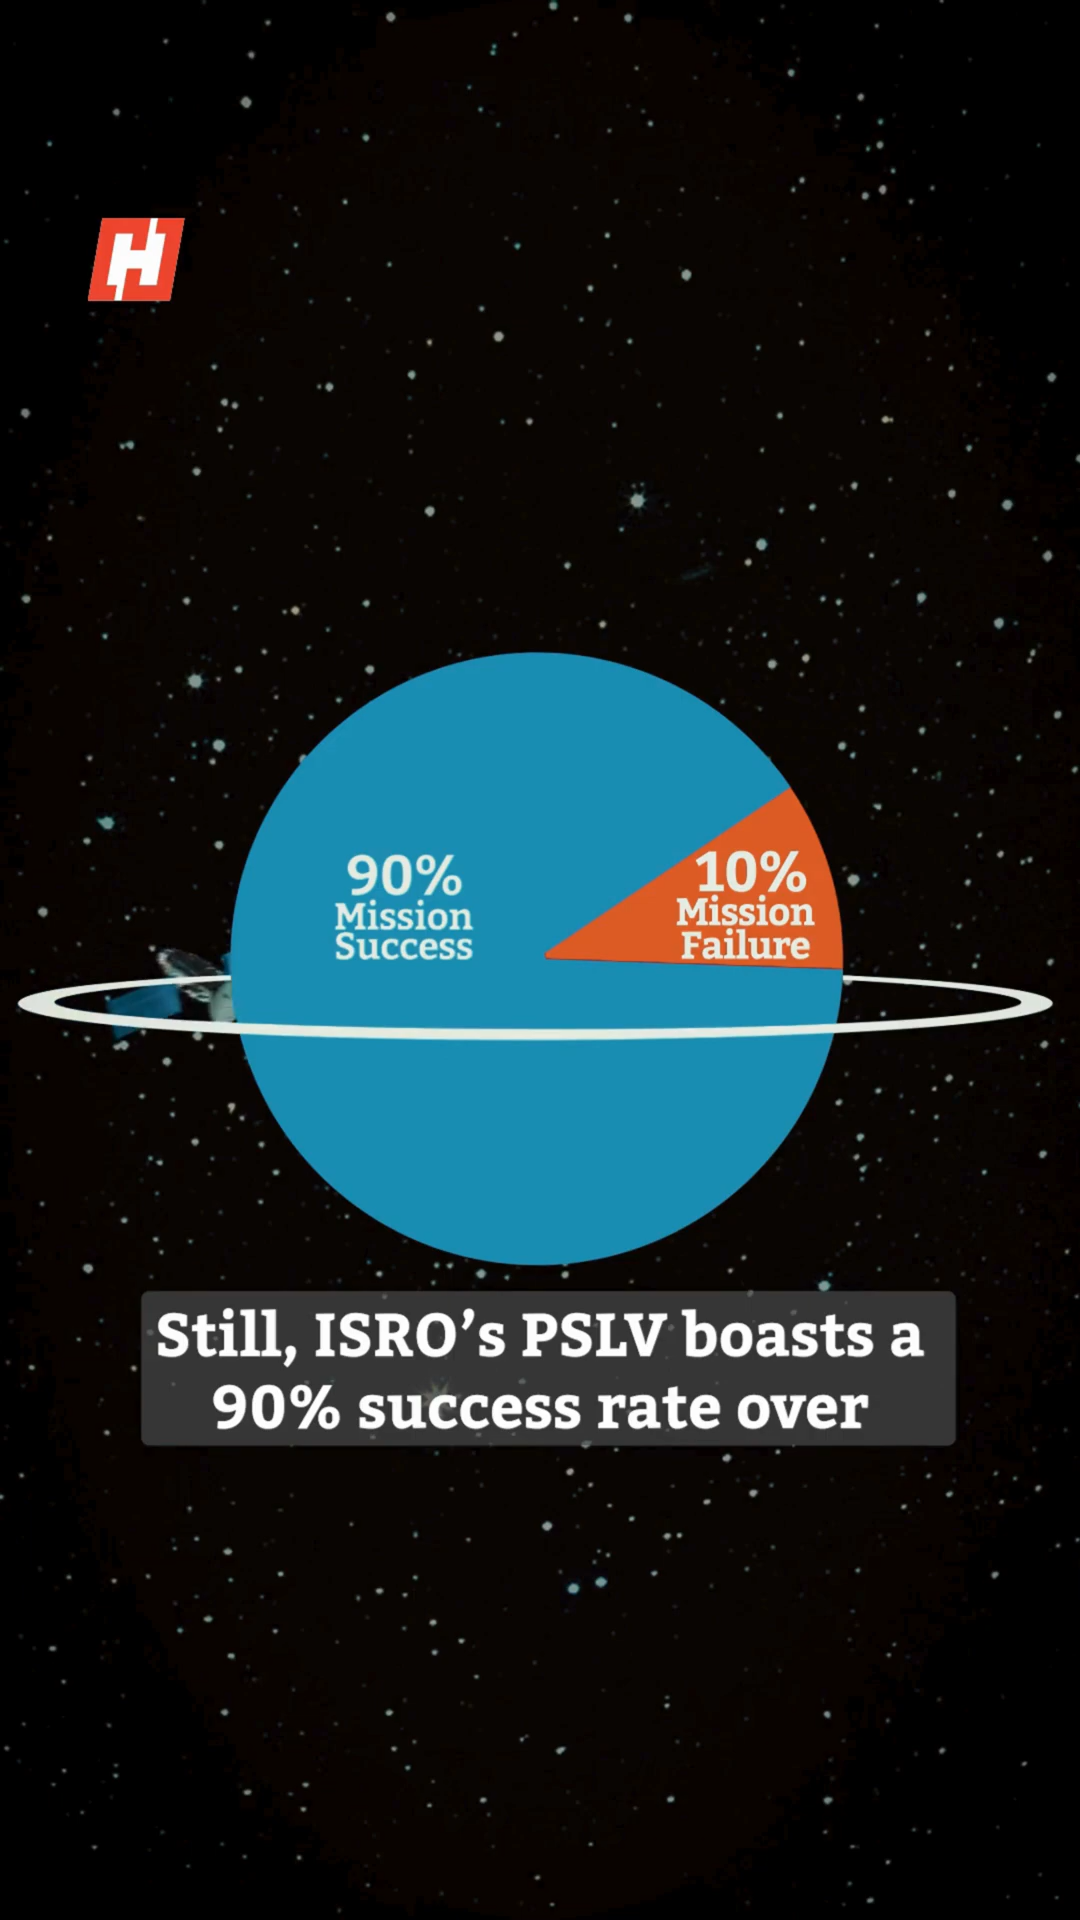 90%
Mission
Success
10%
Mission
Failure
Still, ISRO’s PSLV boasts a
90% success rate over